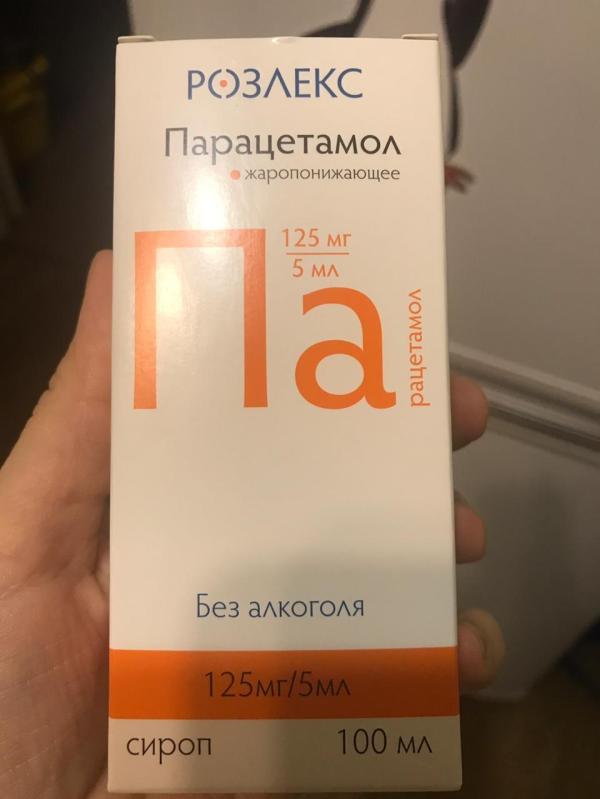 РОЗЛЕКС
Парацетамол
• жаропонижающее
125 мг
5 мл
Па
рацетамол
Без алкоголя
125мг/5мл
сироп 100 мл